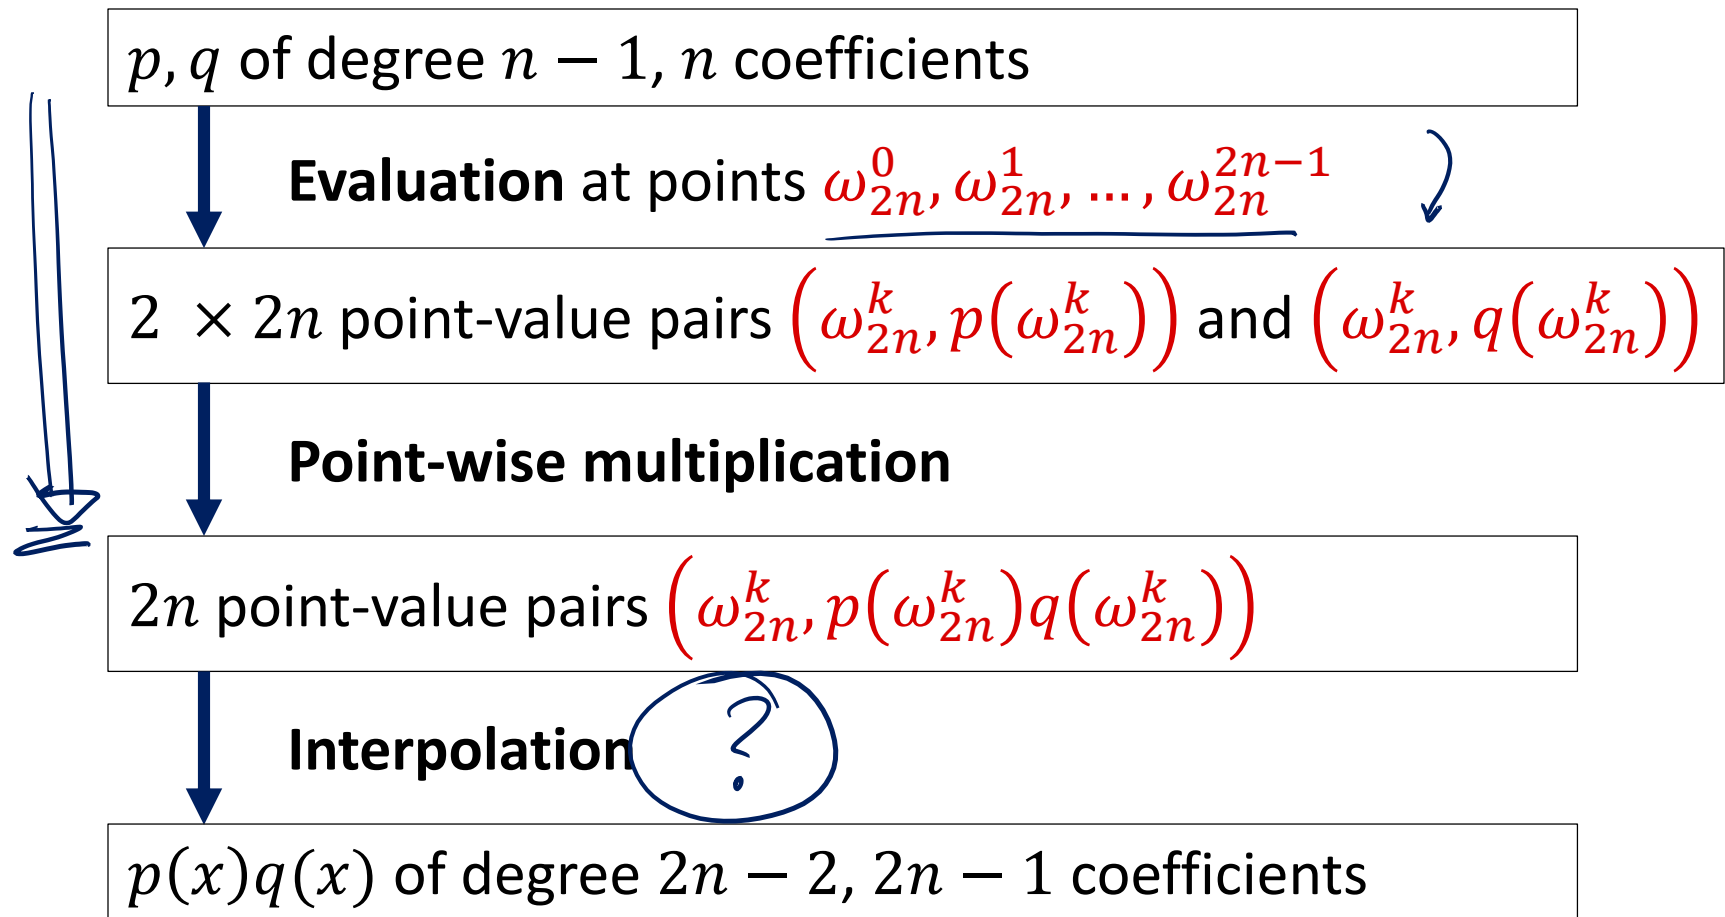 p, q of degree n − 1, n coefficients
Evaluation at points ω_{2n}^0, ω_{2n}^1, … , ω_{2n}^{2n−1}
2 × 2n point-value pairs (ω_{2n}^k, p(ω_{2n}^k)) and (ω_{2n}^k, q(ω_{2n}^k))
Point-wise multiplication
2n point-value pairs (ω_{2n}^k, p(ω_{2n}^k)q(ω_{2n}^k))
Interpolation ?
p(x)q(x) of degree 2n − 2, 2n − 1 coefficients